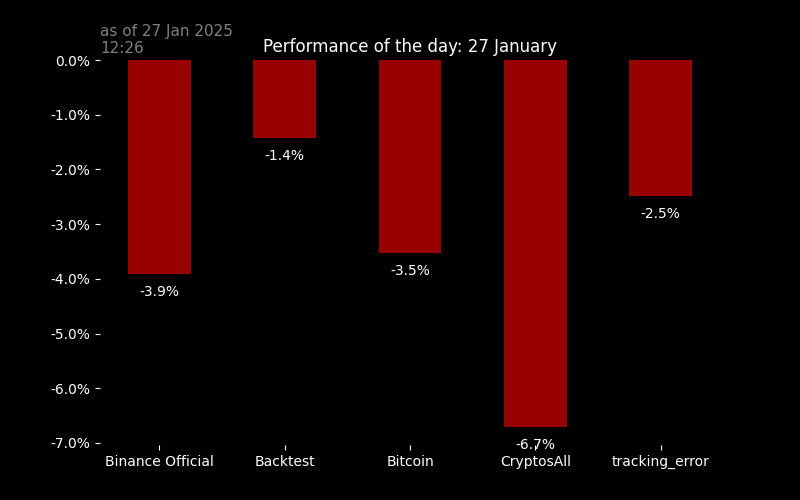 as of 27 Jan 2025
12:26
Performance of the day: 27 January
0.0%
-1.0%
-2.0%
-3.0%
-4.0%
-5.0%
-6.0%
-7.0%
-3.9%
-1.4%
-3.5%
-6.7%
-2.5%
Binance Official
Backtest
Bitcoin
CryptosAll
tracking_error